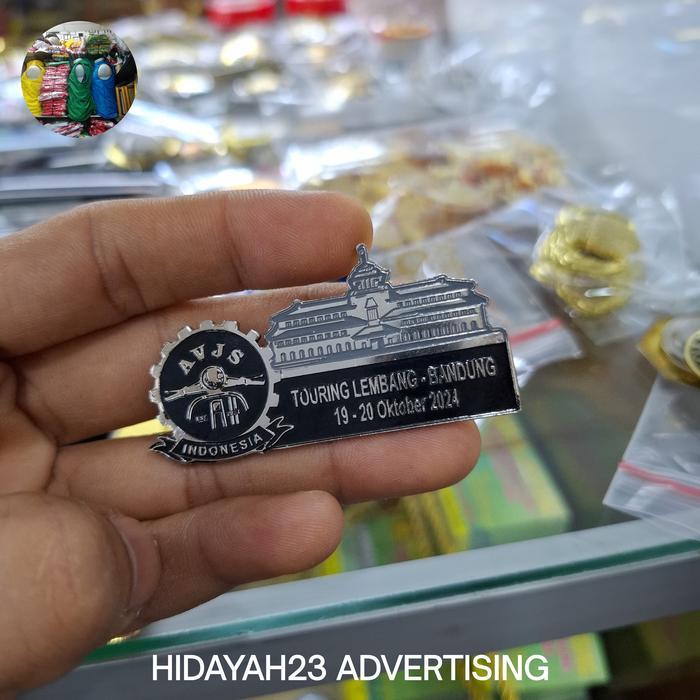 AVJS
INDONESIA
TOURING LEMBANG - BANDUNG
19 - 20 Oktober 2024
HIDAYAH23 ADVERTISING